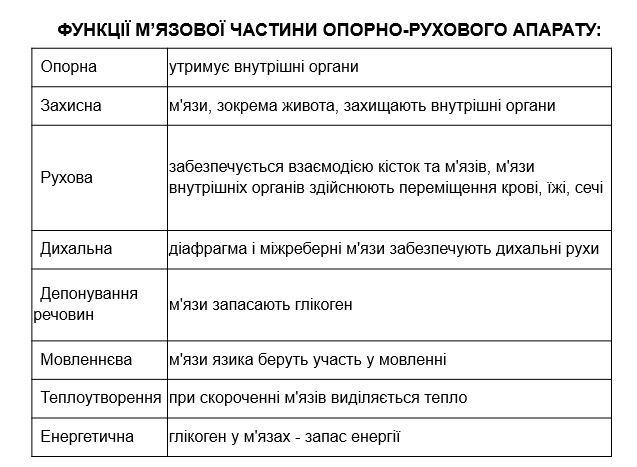 ФУНКЦІЇ М’ЯЗОВОЇ ЧАСТИНИ ОПОРНО-РУХОВОГО АПАРАТУ:
Опорна
утримує внутрішні органи
Захисна
м'язи, зокрема живота, захищають внутрішні органи
Рухова
забезпечується взаємодією кісток та м'язів, м'язи
внутрішніх органів здійснюють переміщення крові, їжі, сечі
Дихальна
діафрагма і міжреберні м'язи забезпечують дихальні рухи
Депонування
речовин
м'язи запасають глікоген
Мовленнєва
м'язи язика беруть участь у мовленні
Теплоутворення
при скороченні м'язів виділяється тепло
Енергетична
глікоген у м'язах - запас енергії